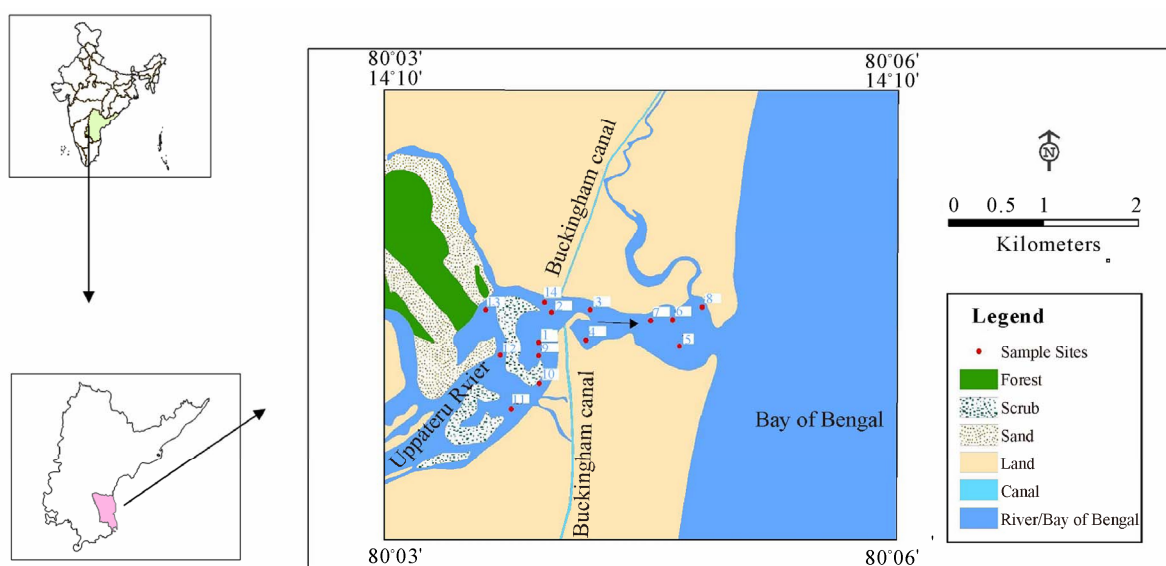 80°03'
14°10'
80°06'
14°10'
N
0 0.5 1 2
Kilometers
Buckingham canal
14
2
3
13
8
7
6
4
5
1
9
12
10
11
Uppateru Rvier
Buckingham canal
Bay of Bengal
Legend
Sample Sites
Forest
Scrub
Sand
Land
Canal
River/Bay of Bengal
80°03'
80°06'